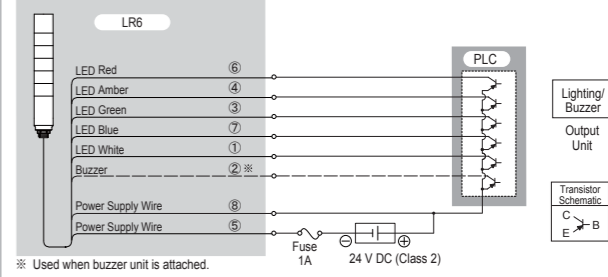 LR6
PLC
LED Red ⑥
LED Amber ④
LED Green ③
LED Blue ⑦
LED White ①
Buzzer ②※
Power Supply Wire ⑧
Power Supply Wire ⑤
Fuse
1A
⊖ ⊕
24 V DC (Class 2)
※ Used when buzzer unit is attached.
Lighting/
Buzzer
Output
Unit
Transistor
Schematic
C
B
E